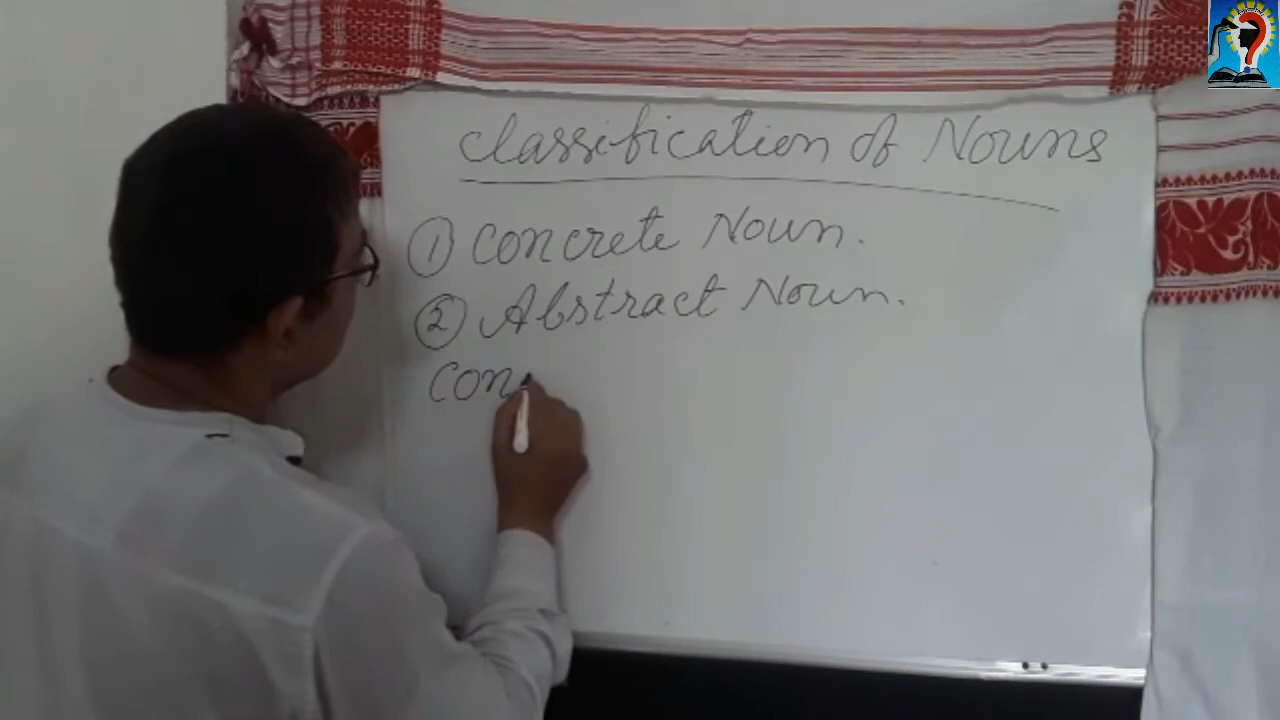 Classification of Nouns
① Concrete Noun.
② Abstract Noun.
Con